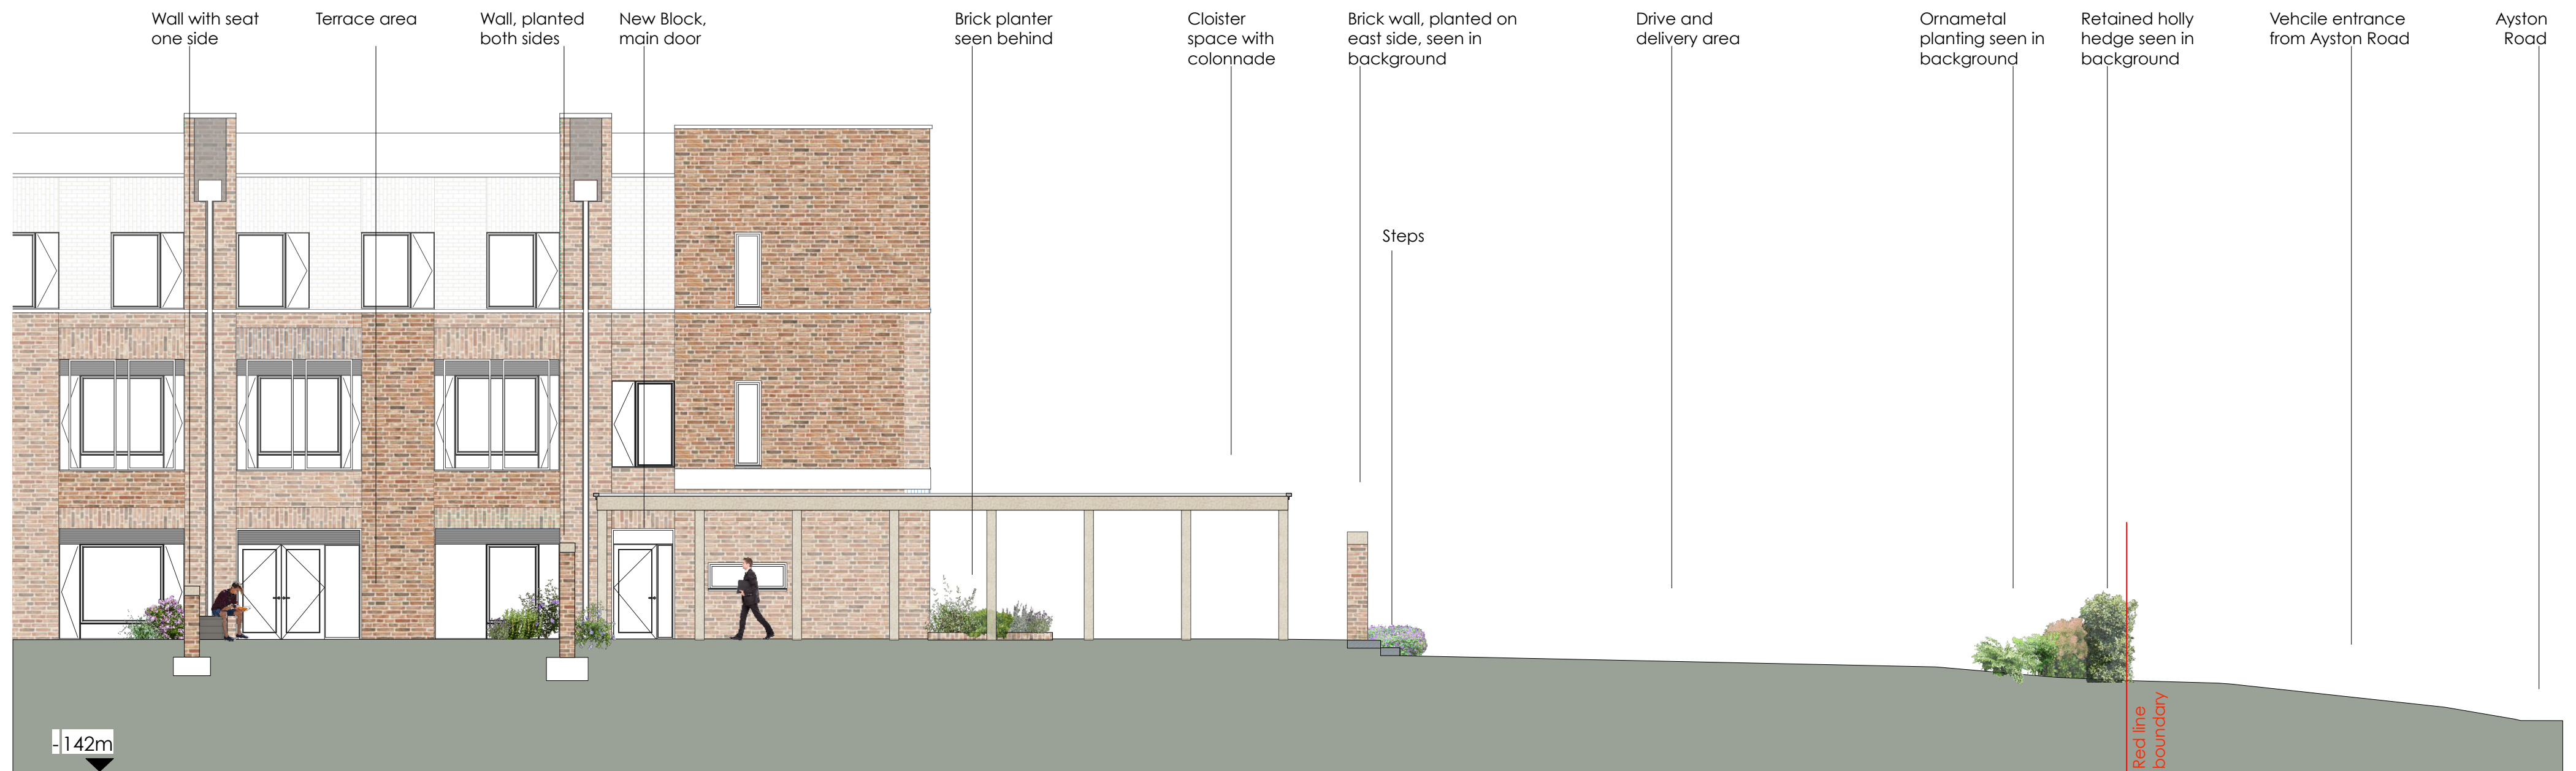 Wall with seat
one side
Terrace area
Wall, planted
both sides
New Block,
main door
Brick planter
seen behind
Cloister
space with
colonnade
Brick wall, planted on
east side, seen in
background
Drive and
delivery area
Ornametal
planting seen in
background
Retained holly
hedge seen in
background
Vehcile entrance
from Ayston Road
Ayston
Road
Steps
- 142m
Red line
boundary